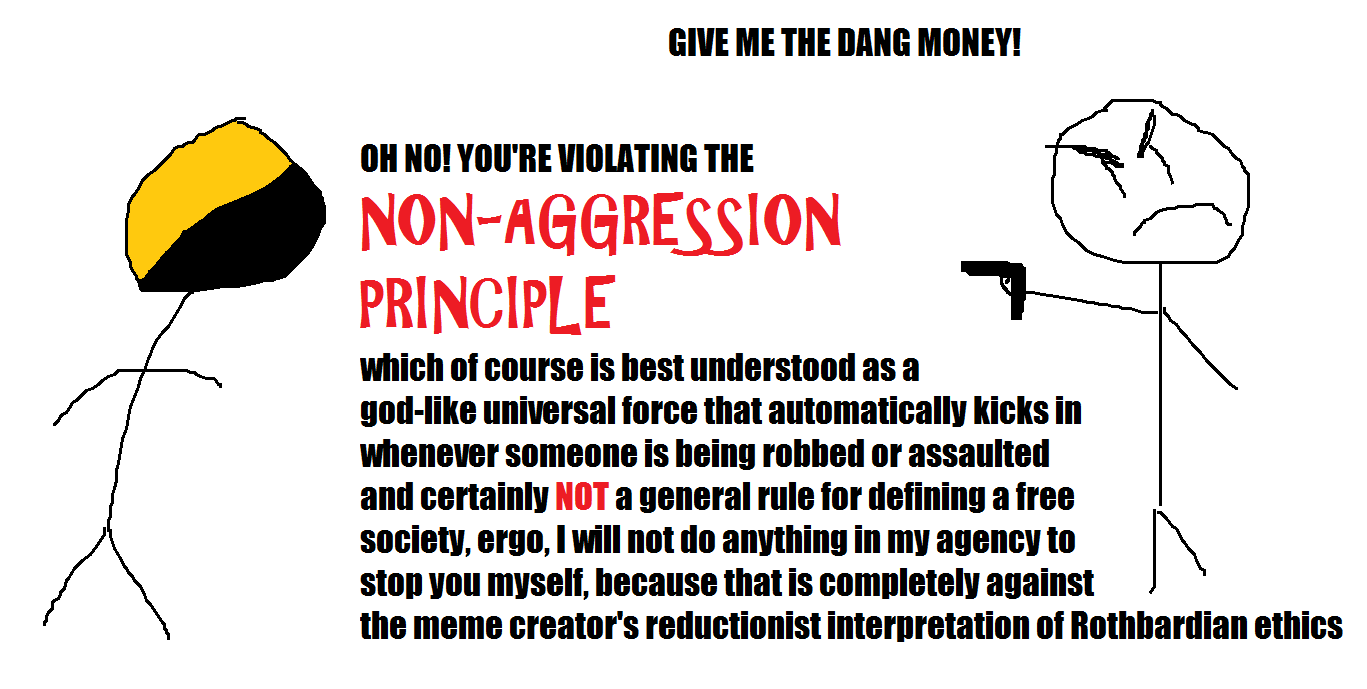 GIVE ME THE DANG MONEY!
OH NO! YOU'RE VIOLATING THE
NON-AGGRESSION
PRINCIPLE
which of course is best understood as a
god-like universal force that automatically kicks in
whenever someone is being robbed or assaulted
and certainly NOT a general rule for defining a free
society, ergo, I will not do anything in my agency to
stop you myself, because that is completely against
the meme creator's reductionist interpretation of Rothbardian ethics